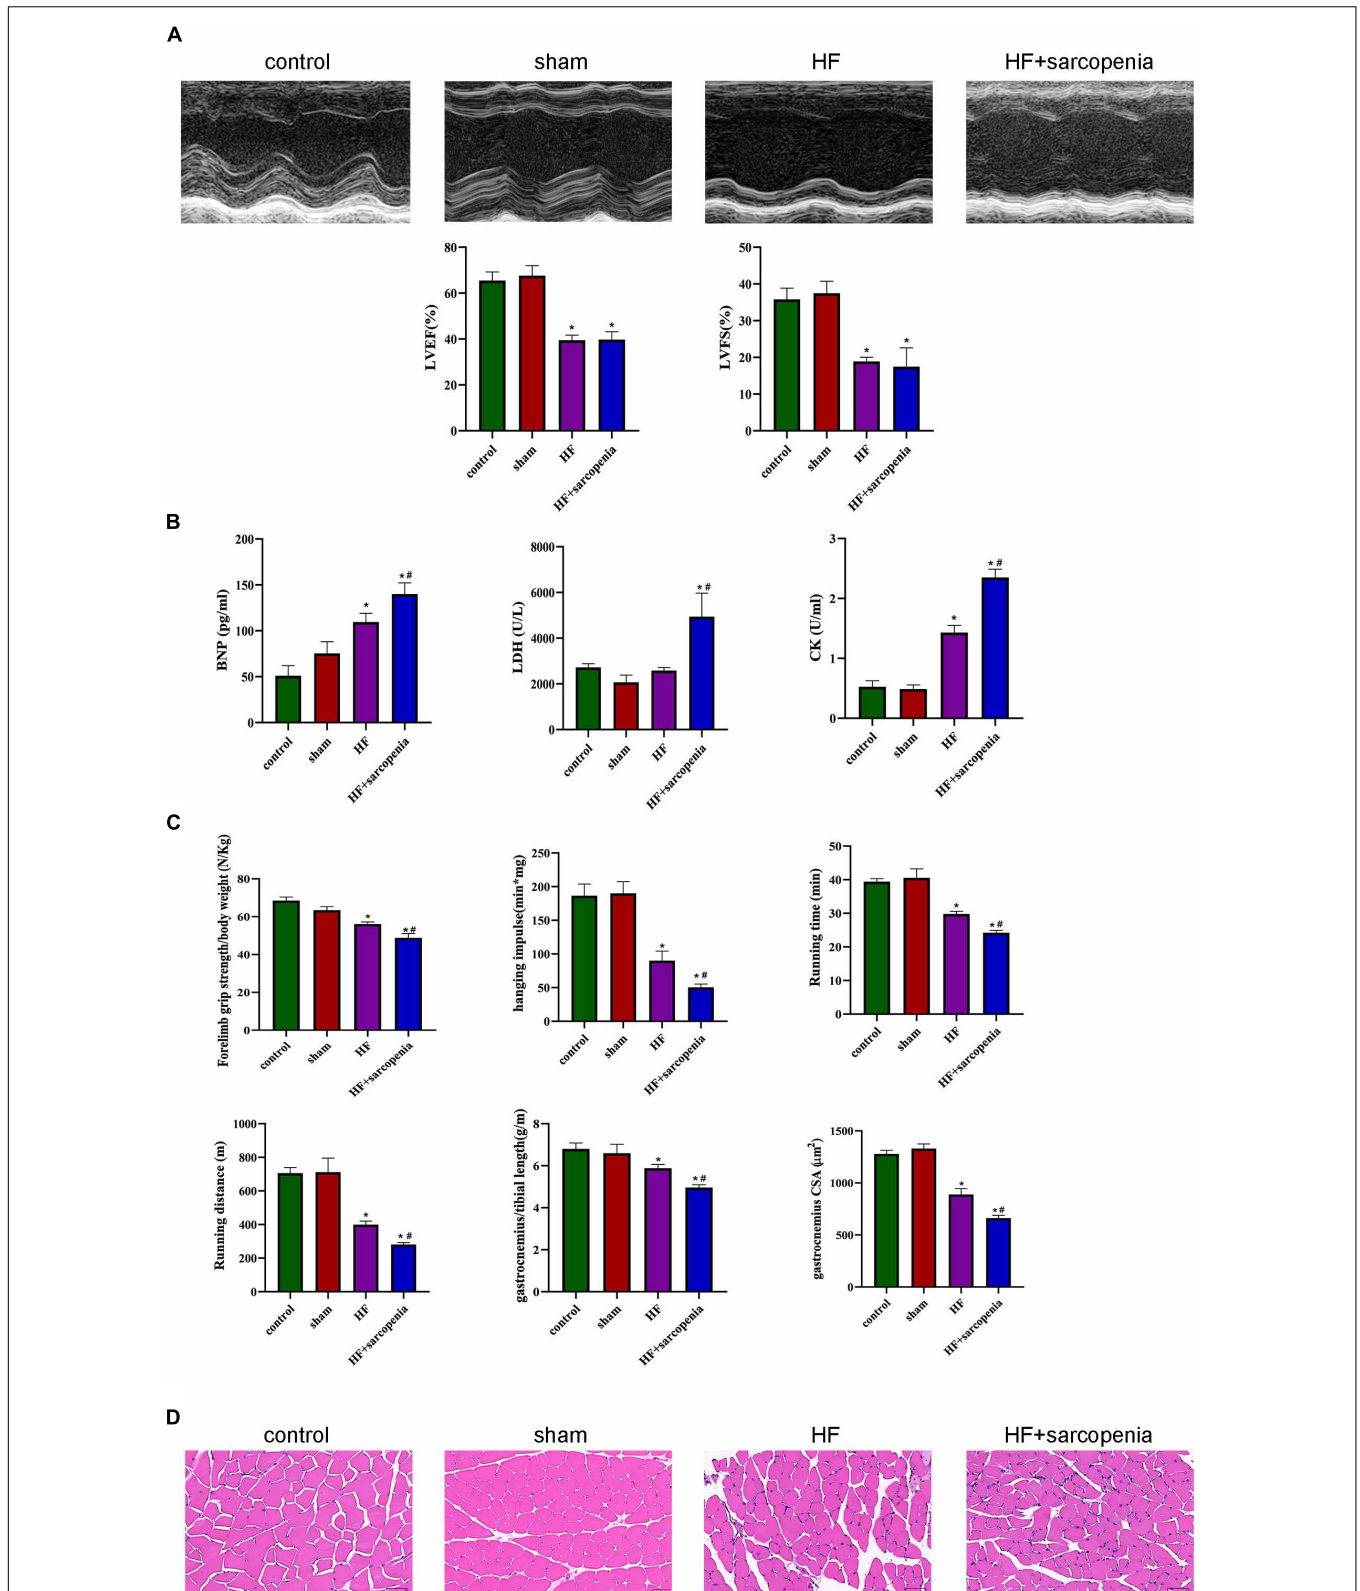 A
control sham HF HF+sarcopenia
LVEF(%)
80
60
40
20
0
* *
control sham HF HF+sarcopenia
LVFS(%)
50
40
30
20
10
0
* *
control sham HF HF+sarcopenia
B
BNP (pg/ml)
200
150
100
50
0
* *#
control sham HF HF+sarcopenia
LDH (U/L)
8000
6000
4000
2000
0
*#
control sham HF HF+sarcopenia
CK (U/ml)
3
2
1
0
* *#
control sham HF HF+sarcopenia
C
Forelimb grip strength/body weight (N/Kg)
80
60
40
20
0
* *#
control sham HF HF+sarcopenia
hanging impulse(min*mg)
250
200
150
100
50
0
* *#
control sham HF HF+sarcopenia
Running time (min)
50
40
30
20
10
0
* *#
control sham HF HF+sarcopenia
Running distance (m)
1000
800
600
400
200
0
* *#
control sham HF HF+sarcopenia
gastrocnemius/tibial length(g/m)
8
6
4
2
0
* *#
control sham HF HF+sarcopenia
gastrocnemius CSA (μm²)
1500
1000
500
0
* *#
control sham HF HF+sarcopenia
D
control sham HF HF+sarcopenia